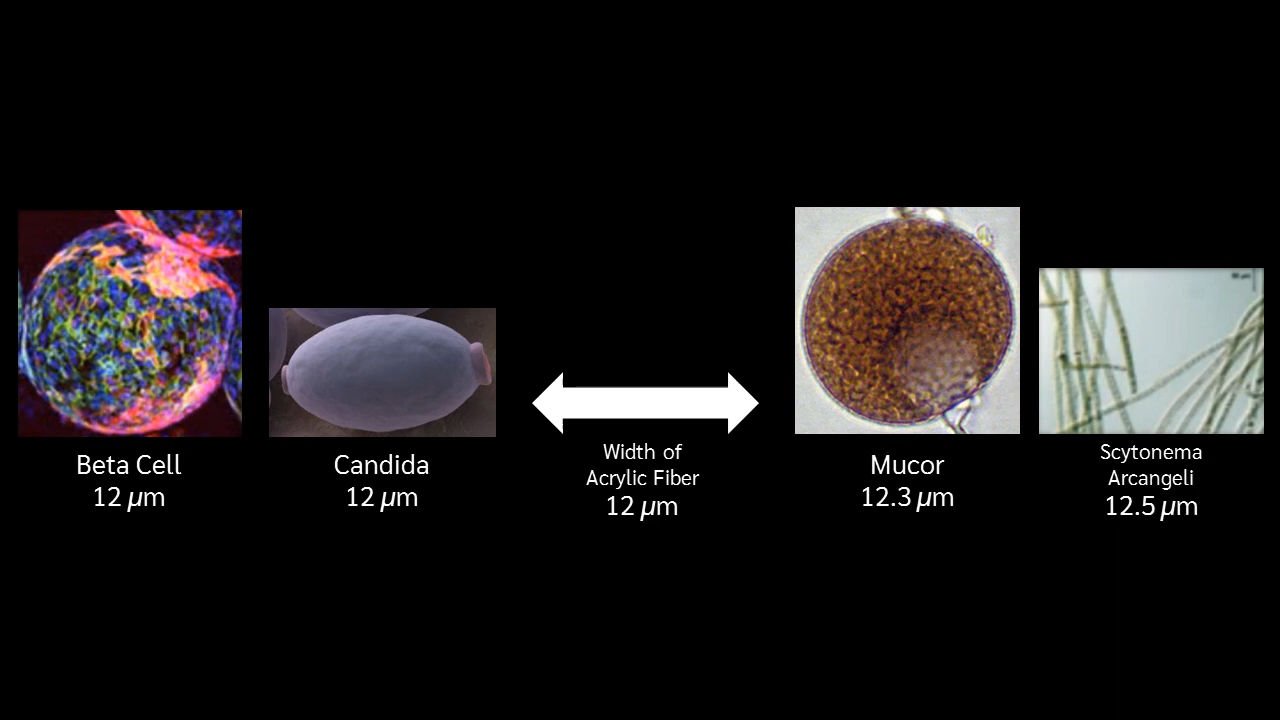 Beta Cell
12 µm
Candida
12 µm
Width of
Acrylic Fiber
12 µm
Mucor
12.3 µm
Scytonema
Arcangeli
12.5 µm